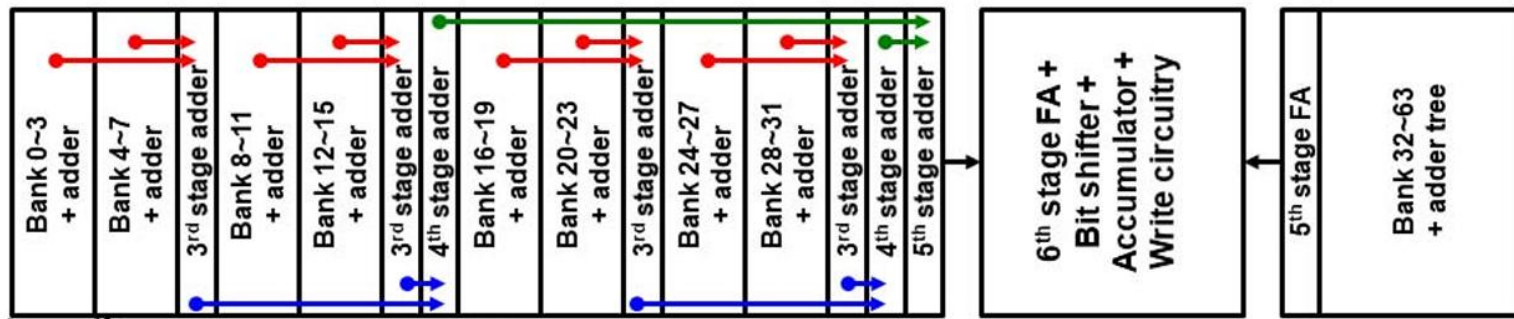 Bank 0~3
+ adder
Bank 4~7
+ adder
3rd stage adder
Bank 8~11
+ adder
Bank 12~15
+ adder
3rd stage adder
4th stage adder
Bank 16~19
+ adder
Bank 20~23
+ adder
3rd stage adder
Bank 24~27
+ adder
Bank 28~31
+ adder
3rd stage adder
4th stage adder
5th stage adder
6th stage FA +
Bit shifter +
Accumulator +
Write circuitry
5th stage FA
Bank 32~63
+ adder tree